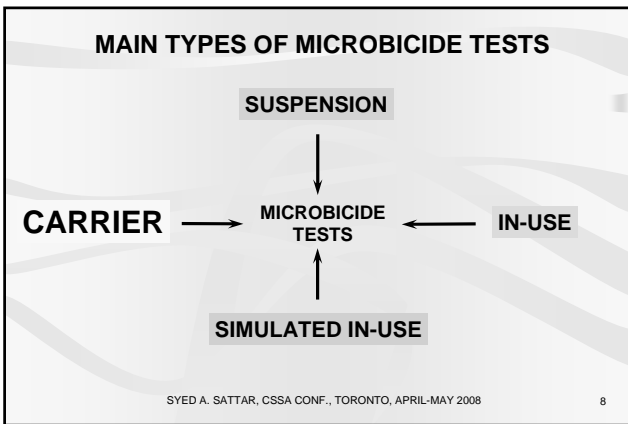 MAIN TYPES OF MICROBICIDE TESTS
SUSPENSION
CARRIER
MICROBICIDE
TESTS
IN-USE
SIMULATED IN-USE
SYED A. SATTAR, CSSA CONF., TORONTO, APRIL-MAY 2008
8